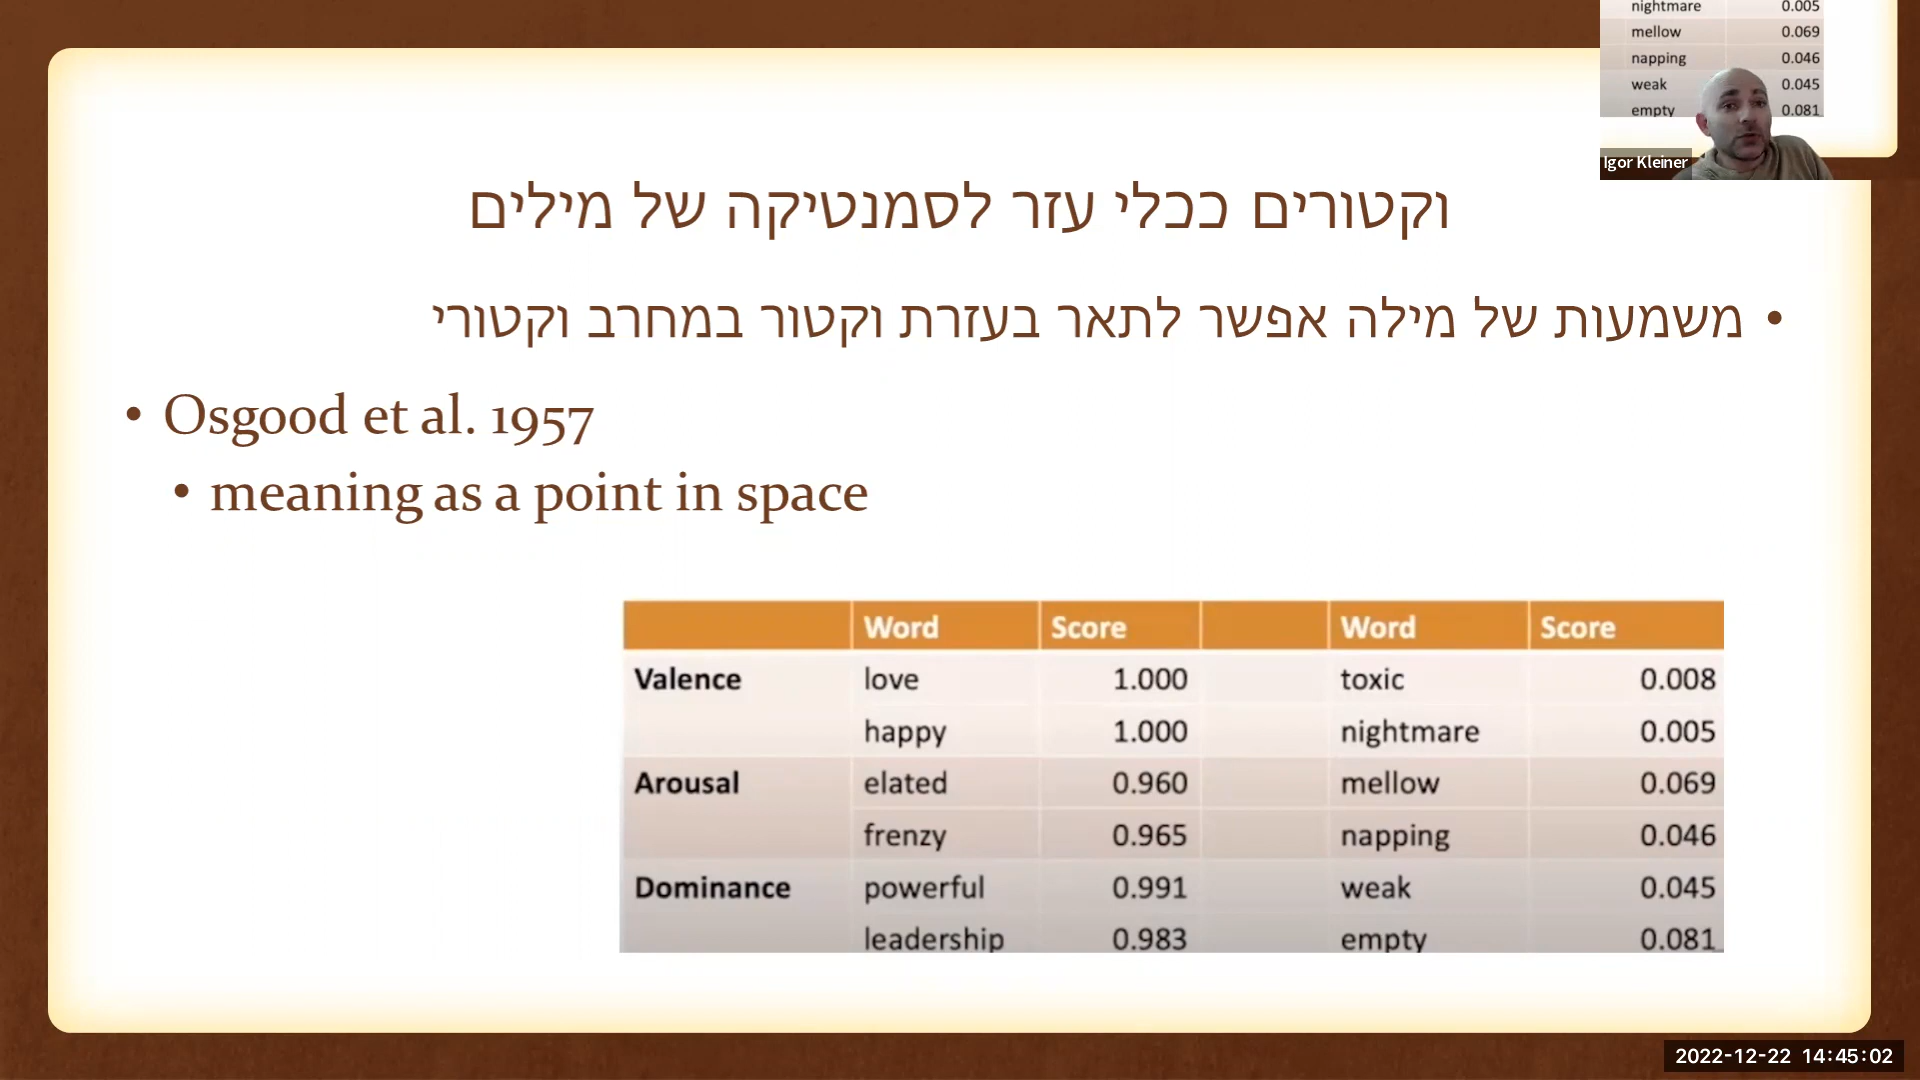 nightmare 0.005
mellow 0.069
napping 0.046
weak 0.045
empty 0.081
Igor Kleiner
וקטורים ככלי עזר לסמנטיקה של מילים
• משמעות של מילה אפשר לתאר בעזרת וקטור במחרב וקטורי
• Osgood et al. 1957
• meaning as a point in space
Word Score Word Score
Valence love 1.000 toxic 0.008
happy 1.000 nightmare 0.005
Arousal elated 0.960 mellow 0.069
frenzy 0.965 napping 0.046
Dominance powerful 0.991 weak 0.045
leadership 0.983 empty 0.081
2022-12-22 14:45:02